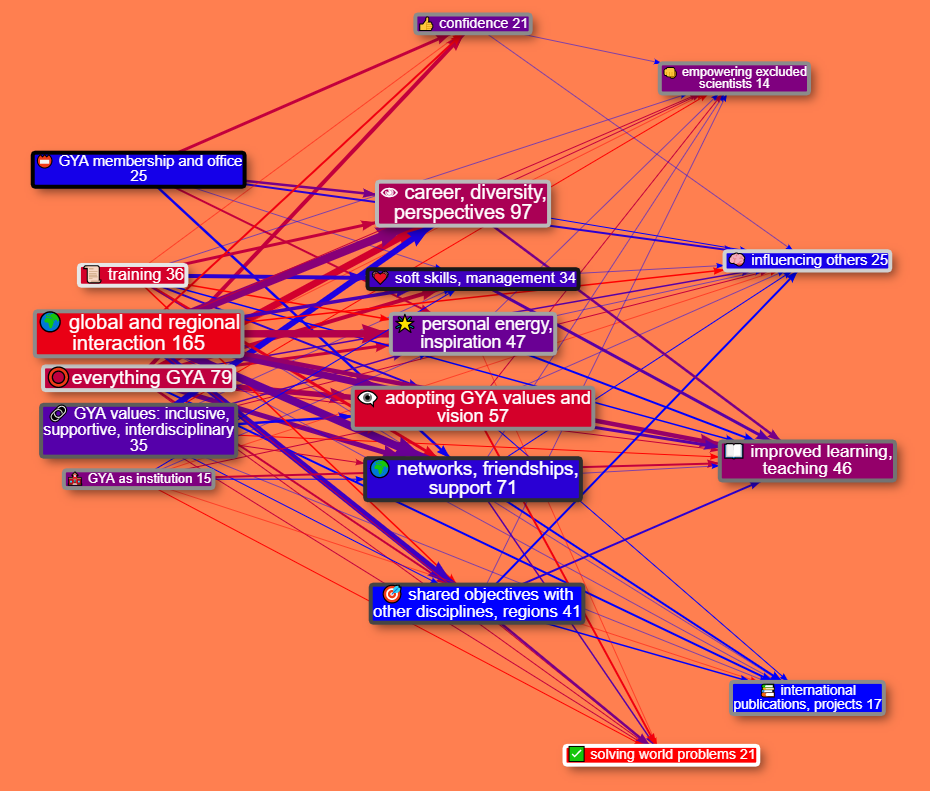 confidence 21
empowering excluded
scientists 14
GYA membership and office
25
career, diversity,
perspectives 97
influencing others 25
training 36
soft skills, management 34
global and regional
interaction 165
personal energy,
inspiration 47
everything GYA 79
adopting GYA values and
vision 57
GYA values: inclusive,
supportive, interdisciplinary
35
improved learning,
teaching 46
networks, friendships,
support 71
GYA as institution 15
shared objectives with
other disciplines, regions 41
international
publications, projects 17
solving world problems 21